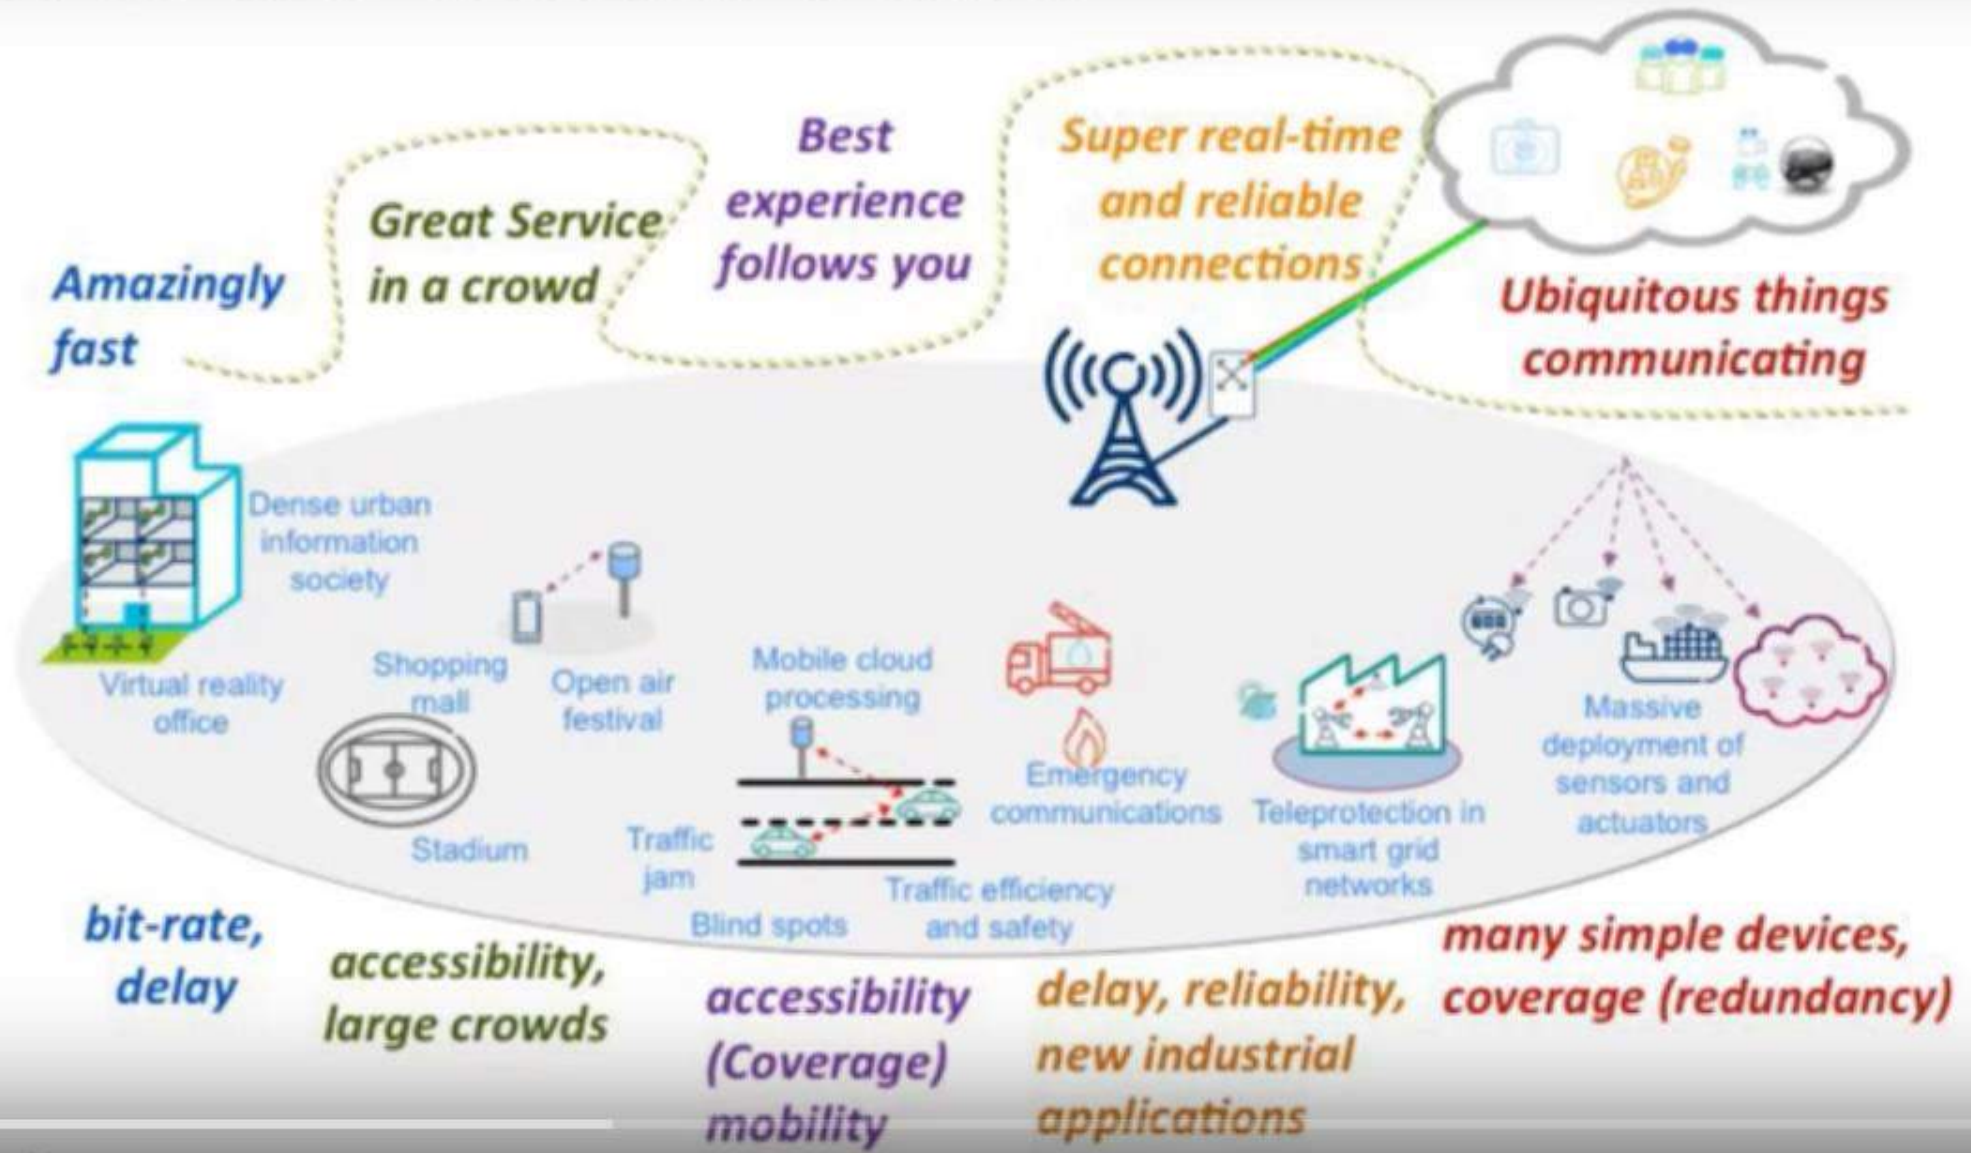 Amazingly
fast
Great Service
in a crowd
Best
experience
follows you
Super real-time
and reliable
connections
Ubiquitous things
communicating
Dense urban
information
society
Virtual reality
office
Shopping
mall
Open air
festival
Stadium
Mobile cloud
processing
Traffic
jam
Blind spots
Traffic efficiency
and safety
Emergency
communications
Teleprotection in
smart grid
networks
Massive
deployment of
sensors and
actuators
bit-rate,
delay
accessibility,
large crowds
accessibility
(Coverage)
mobility
delay, reliability,
new industrial
applications
many simple devices,
coverage (redundancy)